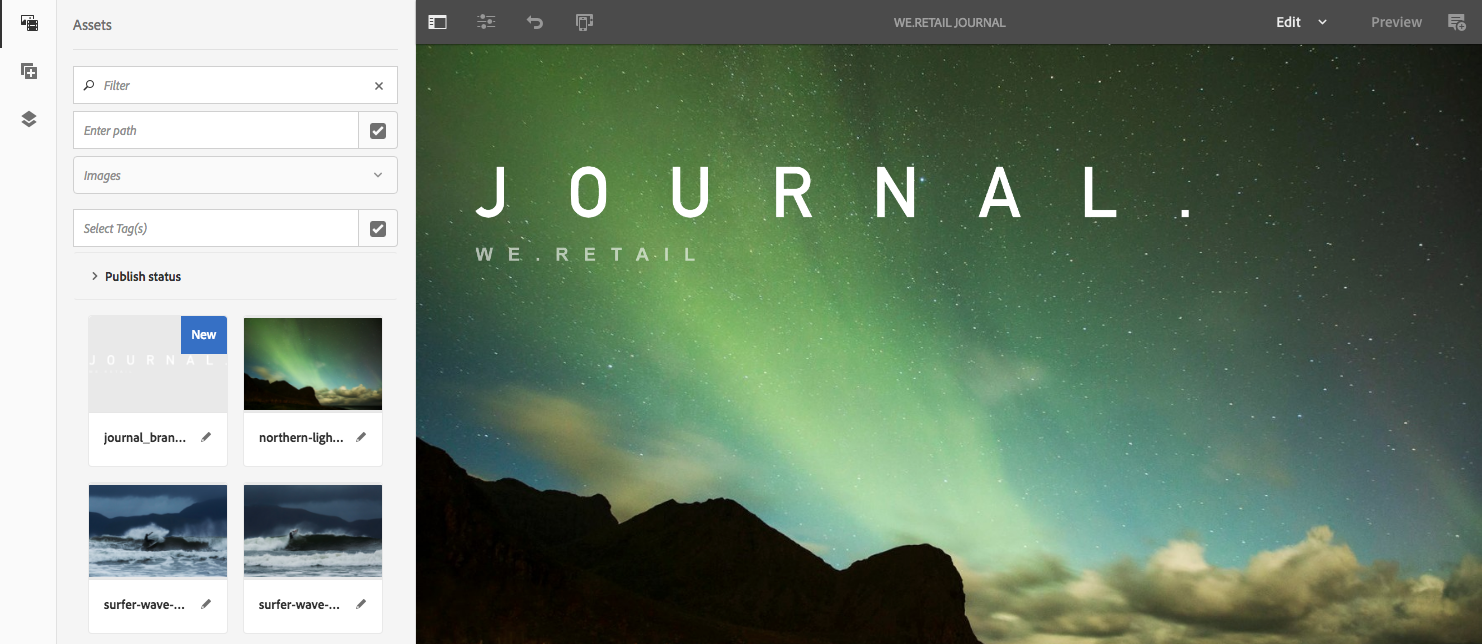 Assets
WE.RETAIL JOURNAL
Edit
Preview
Filter
Enter path
Images
Select Tag(s)
Publish status
New
JOURNAL.
journal_bran...
northern-ligh...
surfer-wave-...
surfer-wave-...
JOURNAL.
WE.RETAIL